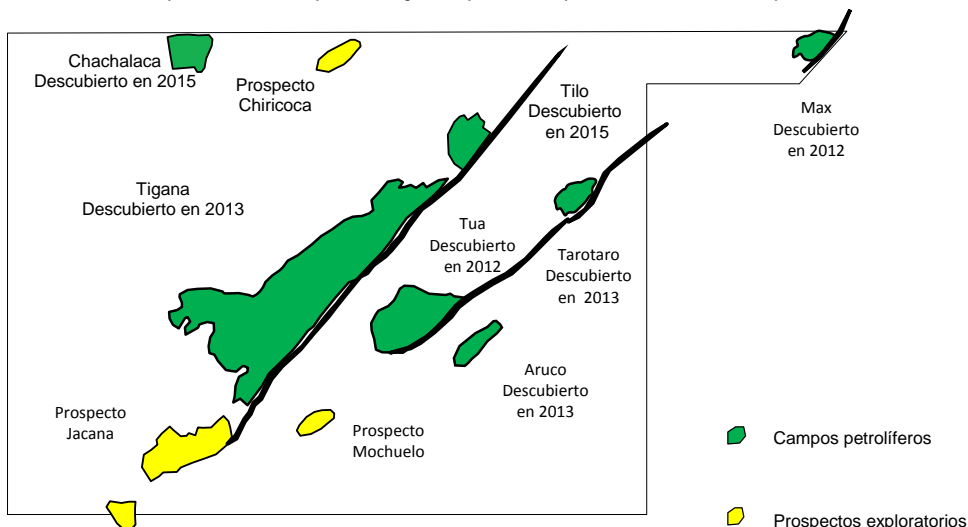 Chachalaca
Descubierto en 2015
Prospecto
Chiricoca
Tilo
Descubierto
en 2015
Max
Descubierto
en 2012
Tigana
Descubierto en 2013
Tua
Descubierto
en 2012
Tarotaro
Descubierto
en 2013
Aruco
Descubierto
en 2013
Prospecto
Jacana
Prospecto
Mochuelo
Campos petrolíferos
Prospectos exploratorios